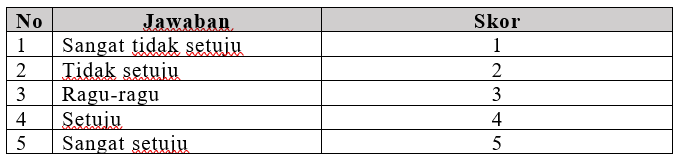 No Jawaban Skor
1 Sangat tidak setuju 1
2 Tidak setuju 2
3 Ragu-ragu 3
4 Setuju 4
5 Sangat setuju 5